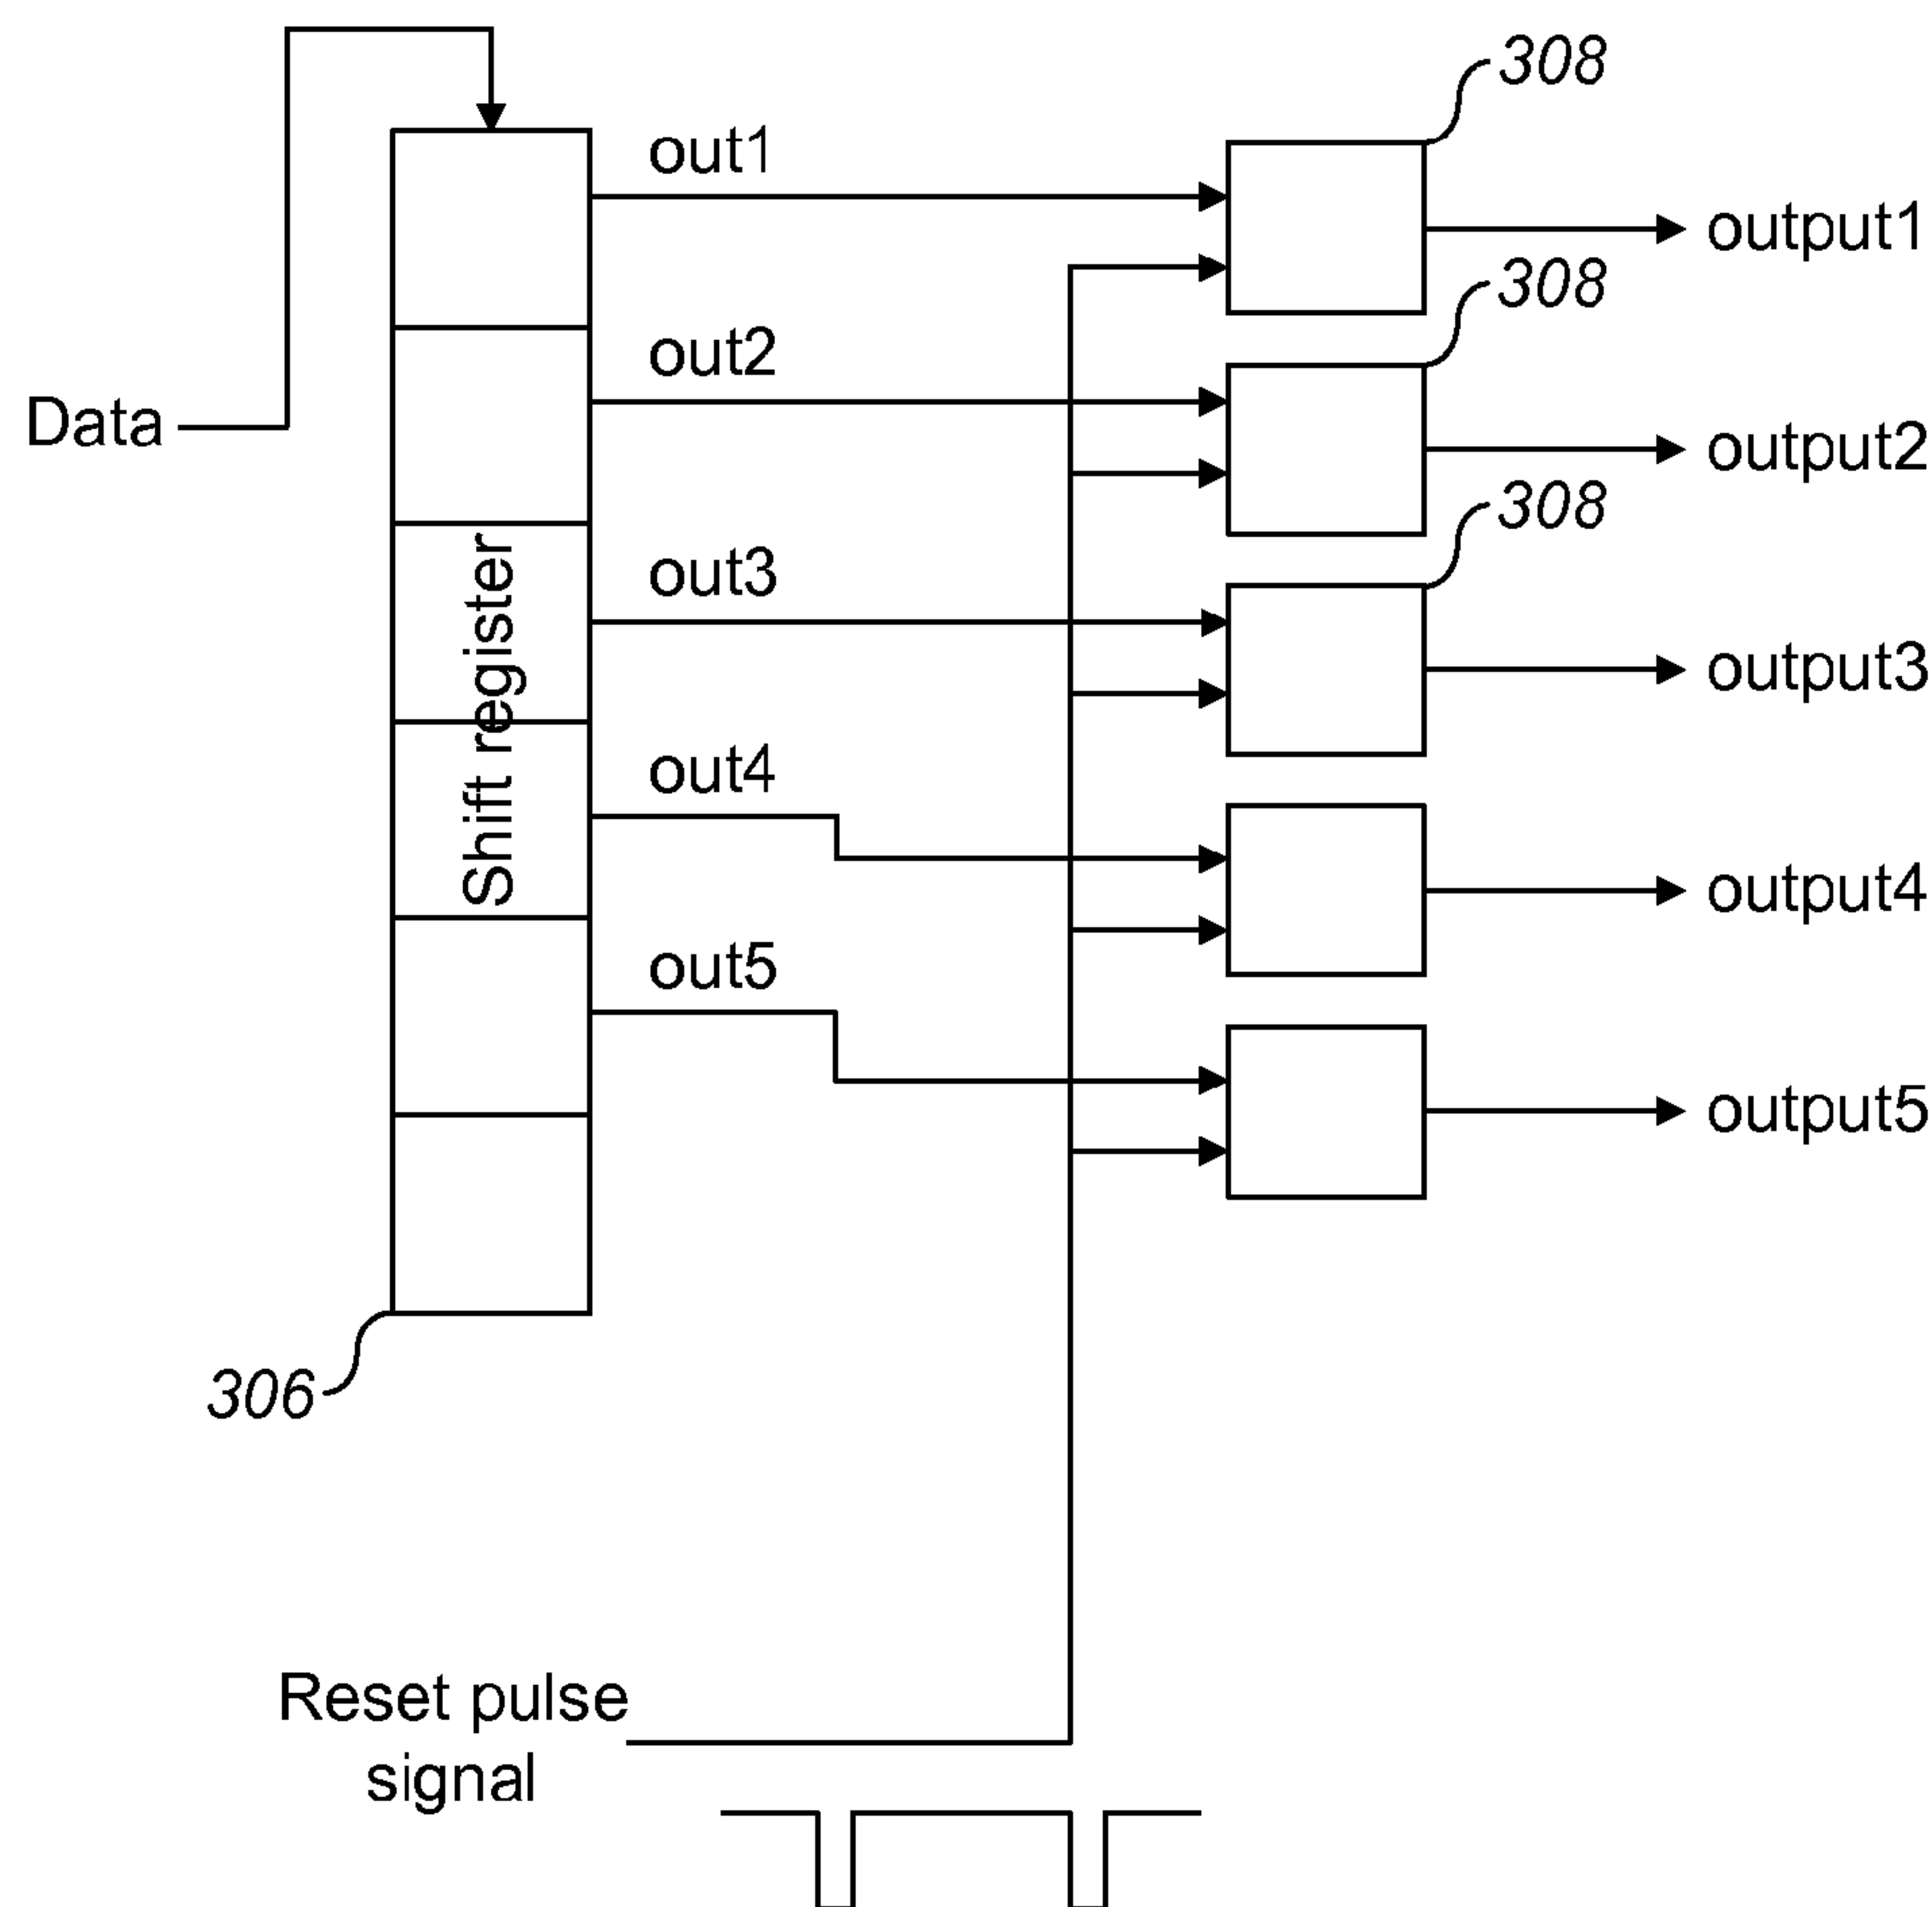 308
out1
output1
308
out2
Data
output2
308
out3
Shift register
output3
out4
output4
out5
output5
306
Reset pulse
signal